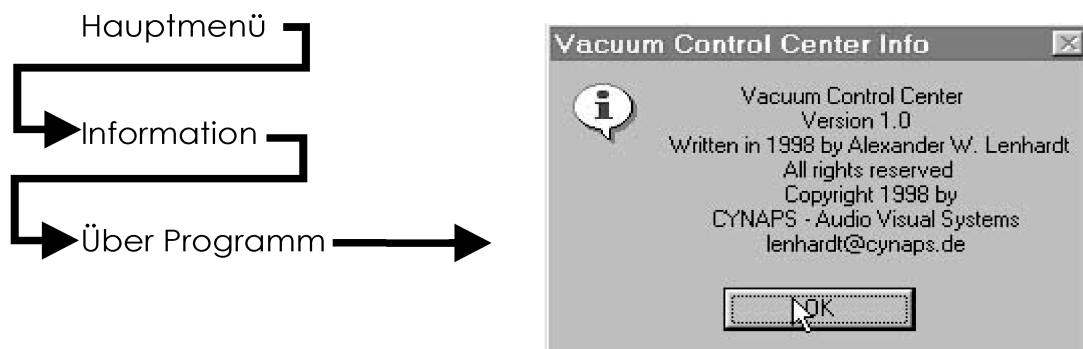 Hauptmenü
Information
Über Programm
Vacuum Control Center Info
Vacuum Control Center
Version 1.0
Written in 1998 by Alexander W. Lenhardt
All rights reserved
Copyright 1998 by
CYNAPS - Audio Visual Systems
lenhardt@cynaps.de
OK